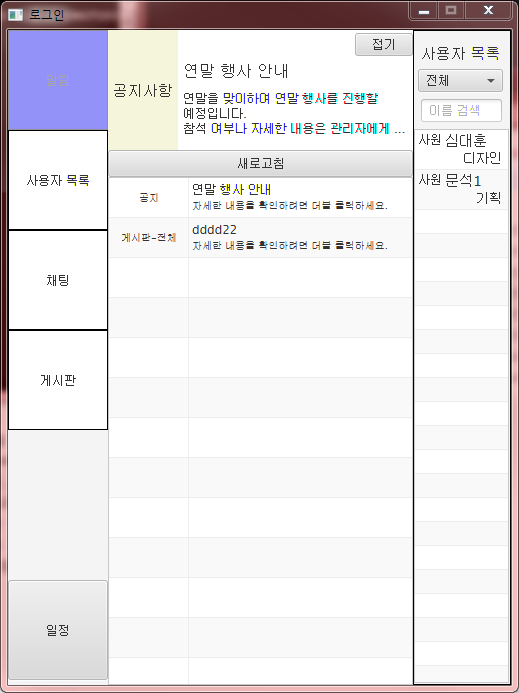 로그인
알림
사용자 목록
채팅
게시판
일정
공지사항
접기
연말 행사 안내
연말을 맞이하여 연말 행사를 진행할
예정입니다.
참석 여부나 자세한 내용은 관리자에게 ...
새로고침
공지
연말 행사 안내
자세한 내용을 확인하려면 더블 클릭하세요.
게시판-전체
dddd22
자세한 내용을 확인하려면 더블 클릭하세요.
사용자 목록
전체
이름 검색
사원 심대훈
디자인
사원 문석1
기획